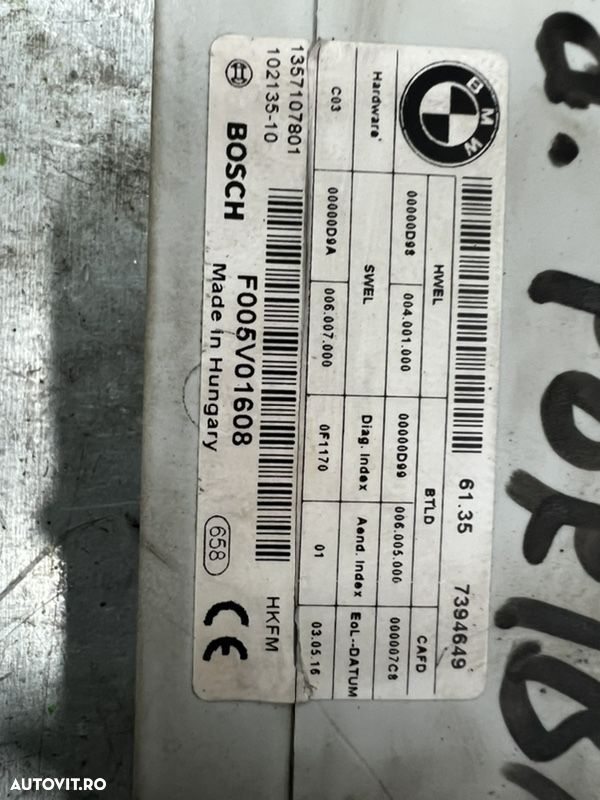 BMW
61.35 7394649
Hardware HWEL BTLD CAFD
C03 00000D98 004.001.000 00000D99 006.005.000 000007C8
SWEL Diag. Index Aend. Index EoL--DATUM
00000D9A 006.007.000 0F1170 01 03.05.16
1357107801
102135-10
HKFM
BOSCH F005V01608
Made in Hungary
658 CE
AUTOVIT.RO